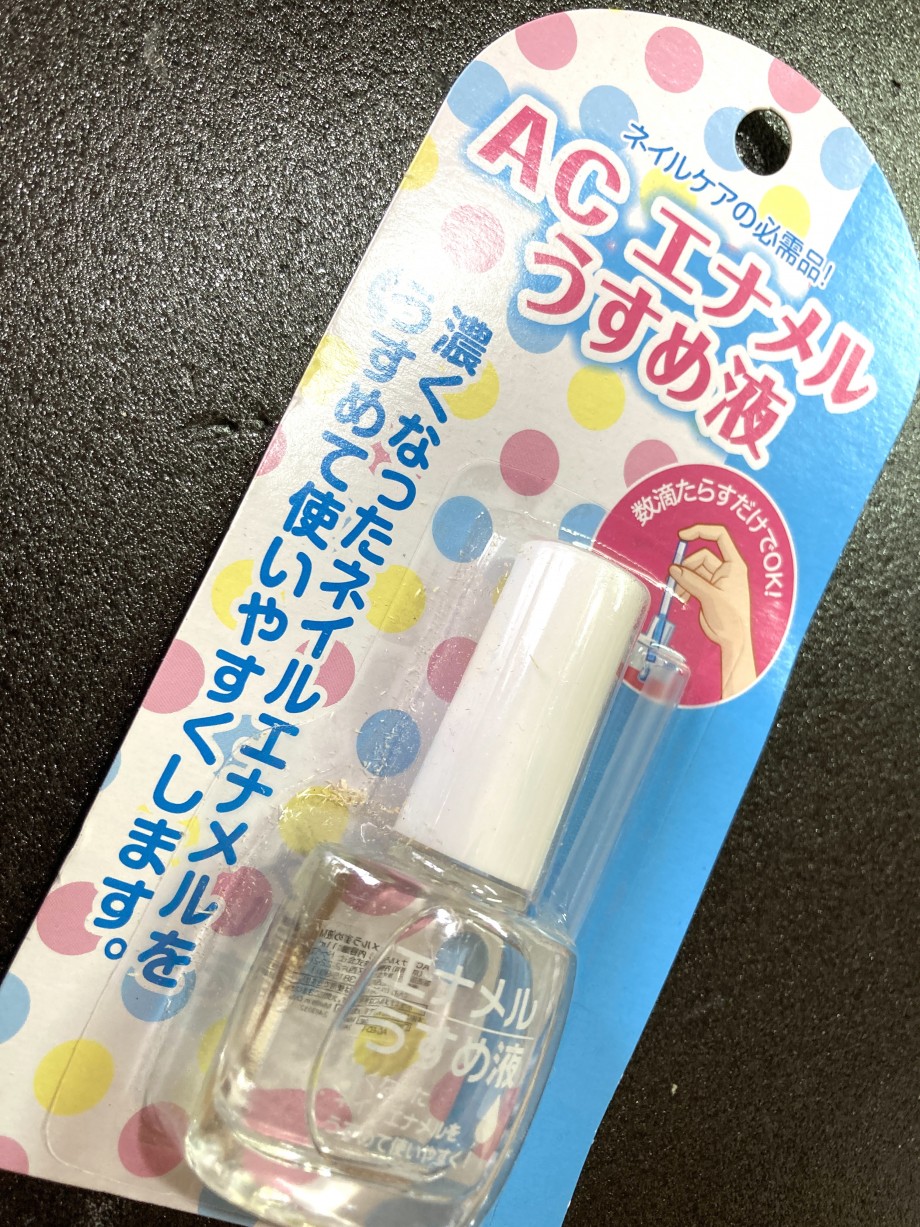 ネイルケアの必需品!
AC エナメル
うすめ液
数滴たらすだけでOK!
濃くなったネイルエナメルを
うすめて使いやすくします。
エナメル
うすめ液